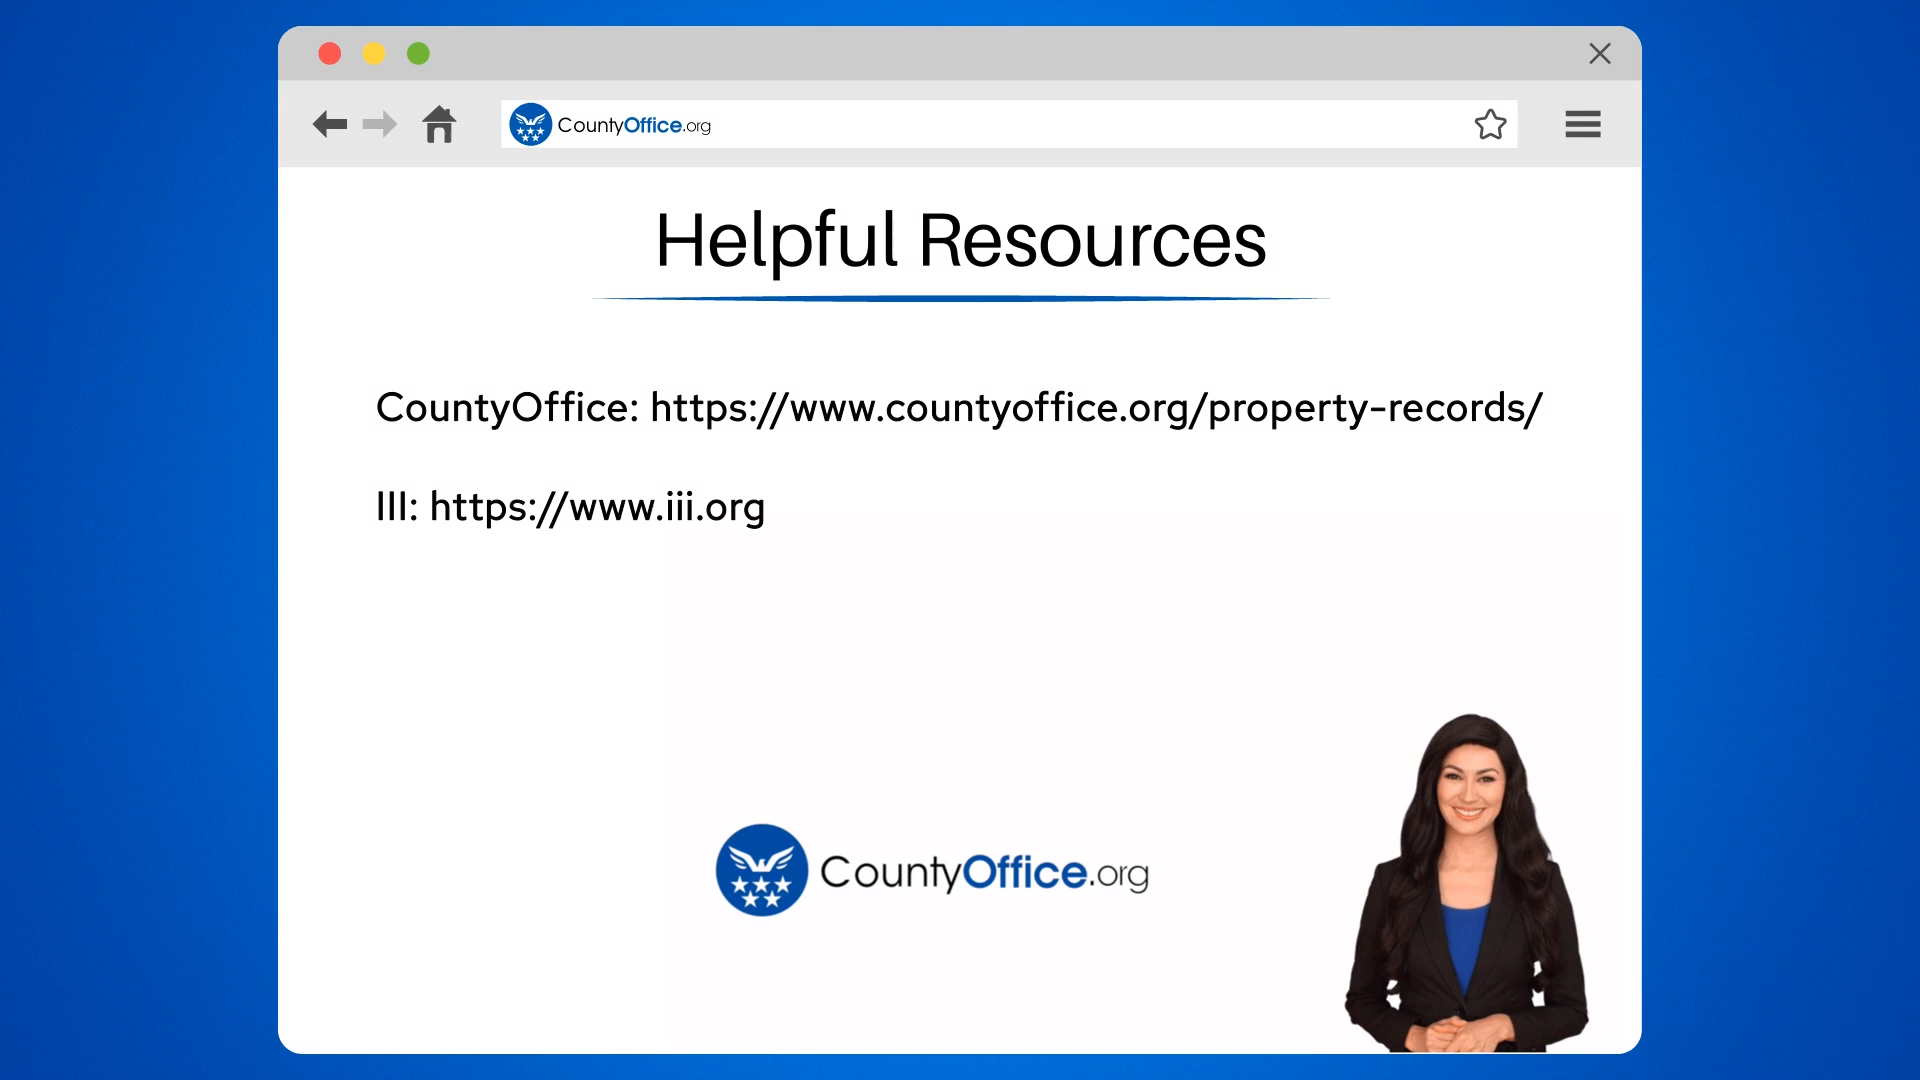 CountyOffice.org
Helpful Resources
CountyOffice: https://www.countyoffice.org/property-records/
III: https://www.iii.org
CountyOffice.org